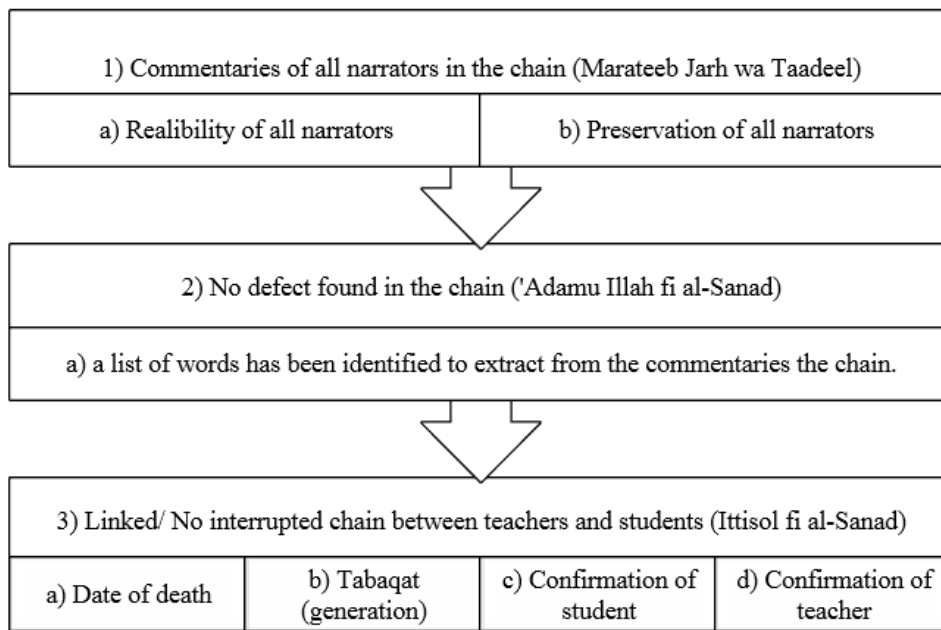 1) Commentaries of all narrators in the chain (Marateeb Jarh wa Taadeel)
a) Realibility of all narrators
b) Preservation of all narrators
2) No defect found in the chain ('Adamu Illah fi al-Sanad)
a) a list of words has been identified to extract from the commentaries the chain.
3) Linked/ No interrupted chain between teachers and students (Ittisol fi al-Sanad)
a) Date of death
b) Tabaqat
(generation)
c) Confirmation of
student
d) Confirmation of
teacher